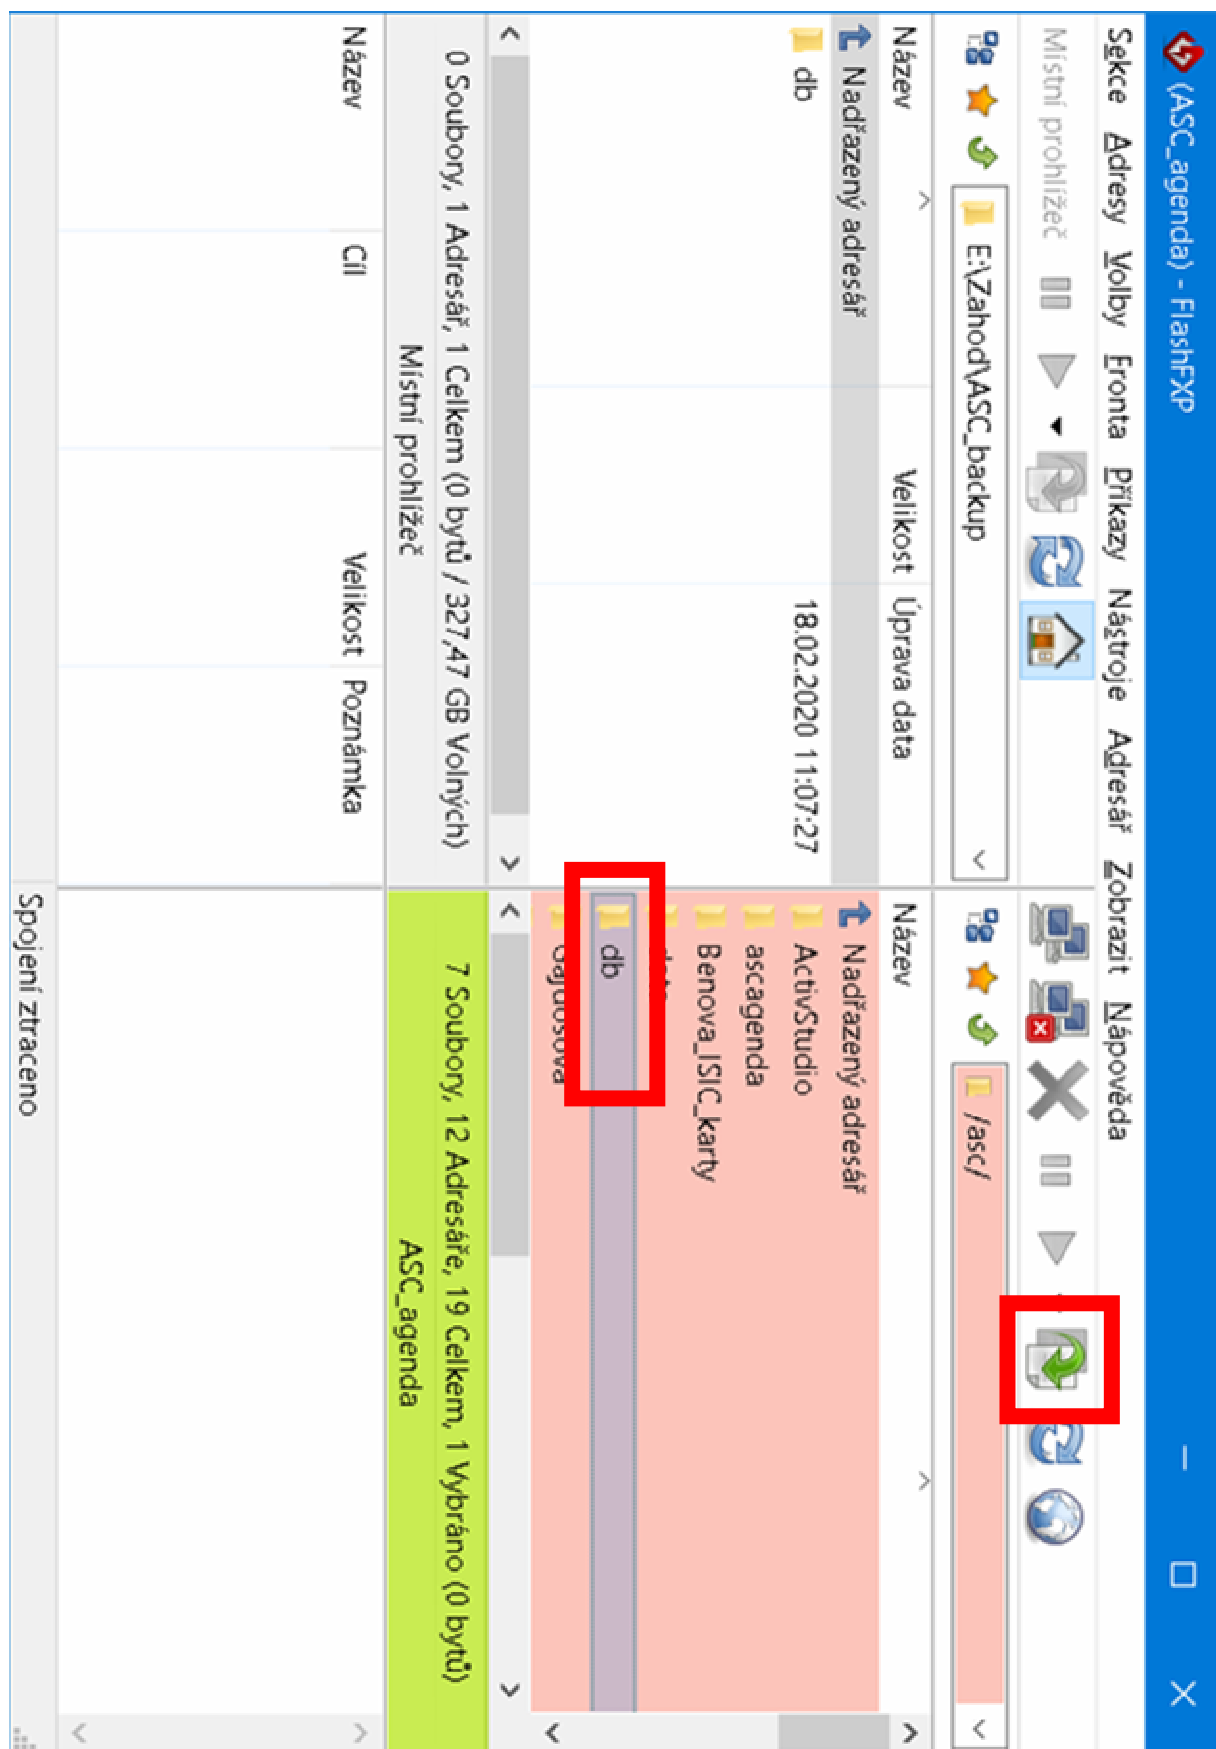 (ASC_agenda) - FlashFXP
Sekce Adresy Volby Fronta Příkazy Nástroje Adresář Zobrazit Nápověda
Místní prohlížeč
E:\Zahod\ASC_backup
Název Velikost Úprava data
Nadřazený adresář
db 18.02.2020 11:07:27
0 Soubory, 1 Adresář, 1 Celkem (0 bytů / 327,47 GB Volných)
Místní prohlížeč
/asc/
Název
Nadřazený adresář
ActivStudio
ascagenda
Benova_ISIC_karty
db
7 Soubory, 12 Adresáře, 19 Celkem, 1 Vybráno (0 bytů)
ASC_agenda
Název Cíl Velikost Poznámka
Spojení ztraceno